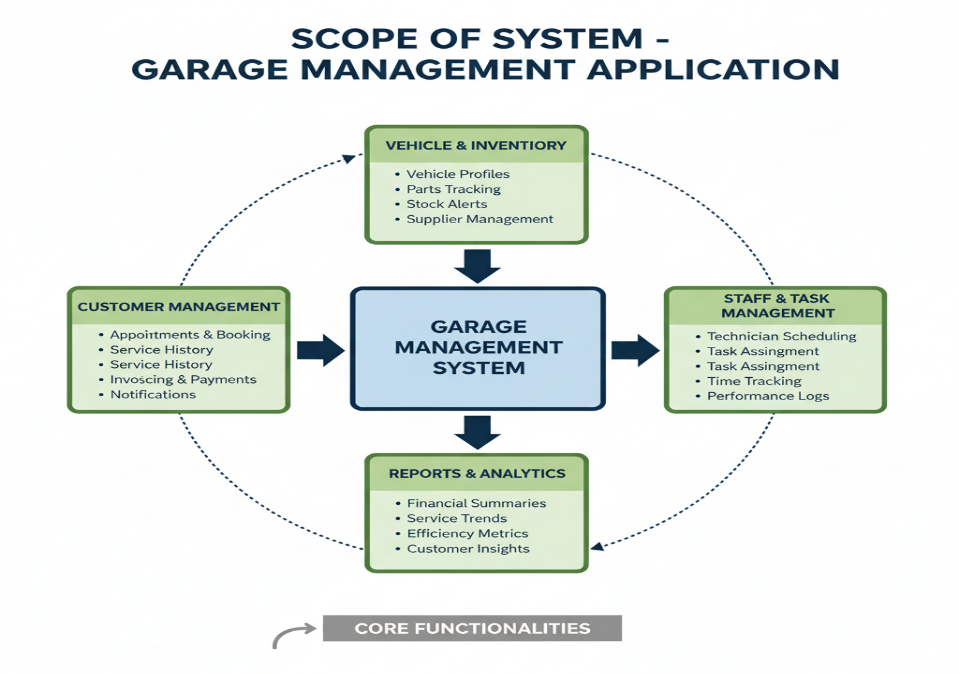 SCOPE OF SYSTEM -
GARAGE MANAGEMENT APPLICATION
VEHICLE & INVENTIORY
• Vehicle Profiles
• Parts Tracking
• Stock Alerts
• Supplier Management
CUSTOMER MANAGEMENT
• Appoitments & Booking
• Service History
• Service History
• Invoscing & Payments
• Notifications
GARAGE
MANAGEMENT
SYSTEM
STAFF & TASK
MANAGEMENT
• Technician Scheduling
• Task Assingment
• Task Assingment
• Time Tracking
• Performance Logs
REPORTS & ANALYTICS
• Financial Summaries
• Service Trends
• Efficiency Metrics
• Customer Insights
CORE FUNCTIONALITIES